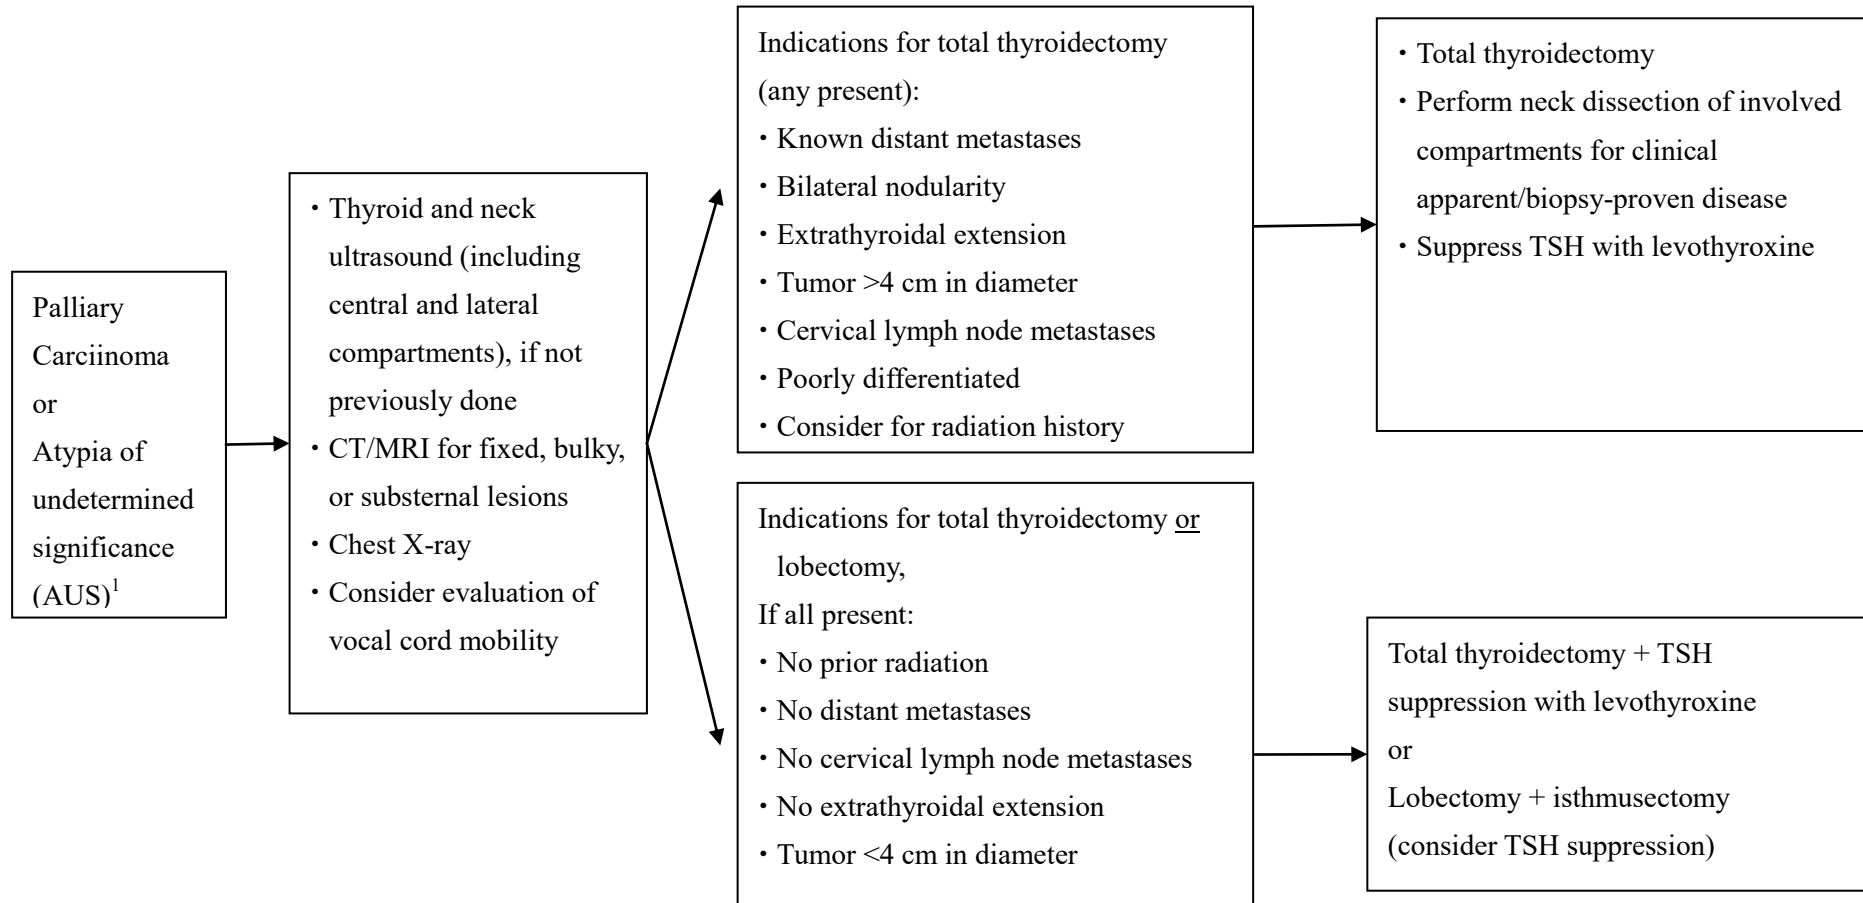 Palliary
Carciinoma
or
Atypia of
undetermined
significance
(AUS)1
・Thyroid and neck
ultrasound (including
central and lateral
compartments), if not
previously done
・CT/MRI for fixed, bulky,
or substernal lesions
・Chest X-ray
・Consider evaluation of
vocal cord mobility
Indications for total thyroidectomy
(any present):
・Known distant metastases
・Bilateral nodularity
・Extrathyroidal extension
・Tumor >4 cm in diameter
・Cervical lymph node metastases
・Poorly differentiated
・Consider for radiation history
・Total thyroidectomy
・Perform neck dissection of involved
compartments for clinical
apparent/biopsy-proven disease
・Suppress TSH with levothyroxine
Indications for total thyroidectomy or
lobectomy,
If all present:
・No prior radiation
・No distant metastases
・No cervical lymph node metastases
・No extrathyroidal extension
・Tumor <4 cm in diameter
Total thyroidectomy + TSH
suppression with levothyroxine
or
Lobectomy + isthmusectomy
(consider TSH suppression)